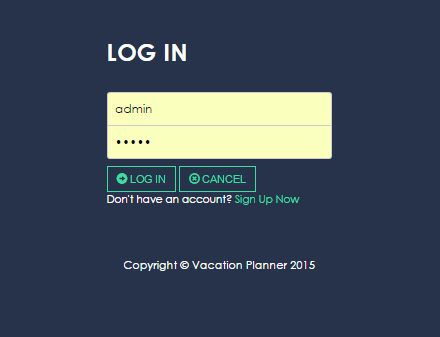 LOG IN
admin
•••••
LOG IN CANCEL
Don't have an account? Sign Up Now
Copyright © Vacation Planner 2015